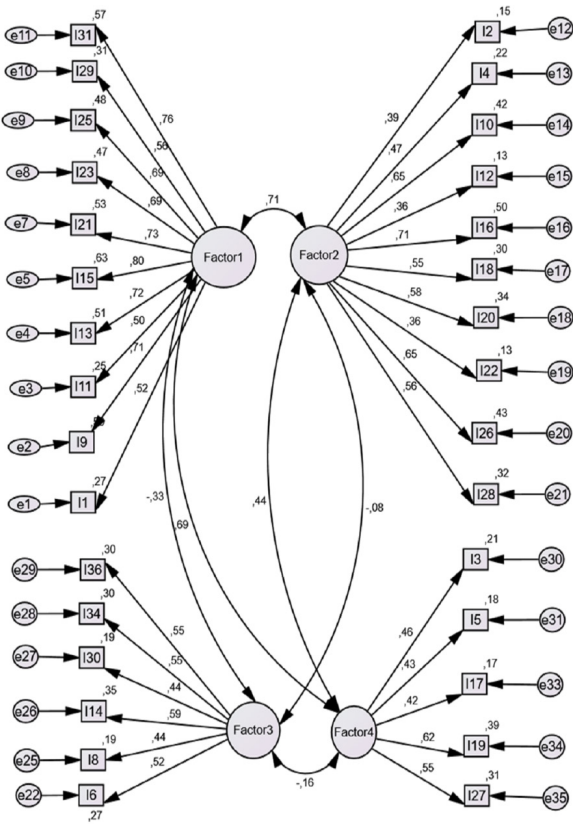 e11 I31 ,57
e10 I29 ,31
e9 I25 ,48
e8 I23 ,47
e7 I21 ,53
e5 I15 ,63
e4 I13 ,51
e3 I11 ,25
e2 I9
e1 I1 ,27
,76
,56
,69
,69
,73
,80
,72
,50
,71
,52
Factor1
,71
Factor2
,39
,47
,65
,36
,71
,55
,58
,36
,65
,56
I2 ,15 e12
I4 ,22 e13
I10 ,42 e14
I12 ,13 e15
I16 ,50 e16
I18 ,30 e17
I20 ,34 e18
I22 ,13 e19
I26 ,43 e20
I28 ,32 e21
-,33
,69
,44
-,08
e29 I36 ,30
e28 I34 ,30
e27 I30 ,19
e26 I14 ,35
e25 I8 ,19
e22 I6 ,27
,55
,55
,44
,59
,44
,52
Factor3
-,16
Factor4
,46
,43
,42
,62
,55
I3 ,21 e30
I5 ,18 e31
I17 ,17 e33
I19 ,39 e34
I27 ,31 e35